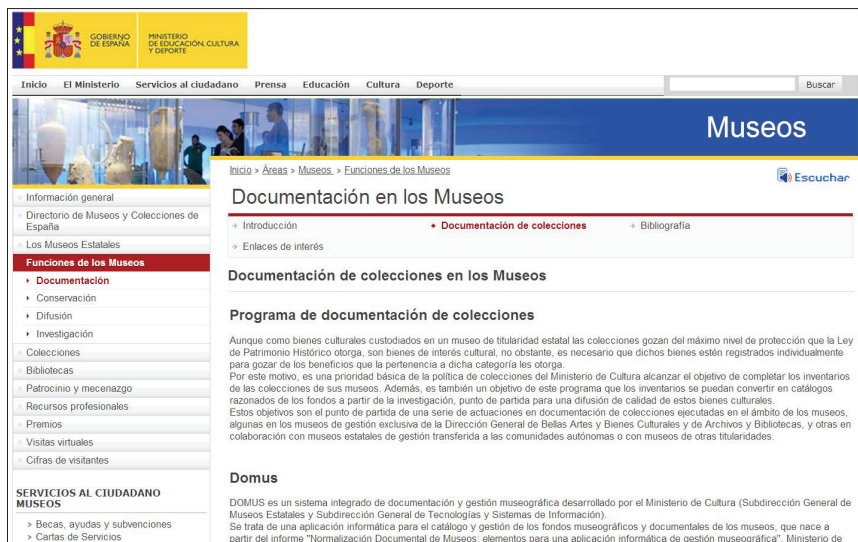 GOBIERNO
DE ESPAÑA
MINISTERIO
DE EDUCACIÓN, CULTURA
Y DEPORTE
Inicio El Ministerio Servicios al ciudadano Prensa Educación Cultura Deporte
Buscar
Museos
Inicio » Áreas » Museos » Funciones de los Museos
Escuchar
Documentación en los Museos
Introducción
Documentación de colecciones
Bibliografía
Enlaces de interés
Información general
Directorio de Museos y Colecciones de
España
Los Museos Estatales
Funciones de los Museos
Documentación
Conservación
Difusión
Investigación
Colecciones
Bibliotecas
Patrocinio y mecenazgo
Recursos profesionales
Premios
Visitas virtuales
Cifras de visitantes
SERVICIOS AL CIUDADANO
MUSEOS
> Becas, ayudas y subvenciones
> Cartas de Servicios
Documentación de colecciones en los Museos
Programa de documentación de colecciones
Aunque como bienes culturales custodiados en un museo de titularidad estatal las colecciones gozan del máximo nivel de protección que la Ley
de Patrimonio Histórico otorga, son bienes de interés cultural, no obstante, es necesario que dichos bienes estén registrados individualmente
para gozar de los beneficios que la pertenencia a dicha categoría les otorga.
Por este motivo, es una prioridad básica de la política de colecciones del Ministerio de Cultura alcanzar el objetivo de completar los inventarios
de las colecciones de sus museos. Además, es también un objetivo de este programa que los inventarios se puedan convertir en catálogos
razonados de los fondos a partir de la investigación, punto de partida para una difusión de calidad de estos bienes culturales.
Estos objetivos son el punto de partida de una serie de actuaciones en documentación de colecciones ejecutadas en el ámbito de los museos,
algunas en los museos de gestión exclusiva de la Dirección General de Bellas Artes y Bienes Culturales y de Archivos y Bibliotecas, y otras en
colaboración con museos estatales de gestión transferida a las comunidades autónomas o con museos de otras titularidades.
Domus
DOMUS es un sistema integrado de documentación y gestión museográfica desarrollado por el Ministerio de Cultura (Subdirección General de
Museos Estatales y Subdirección General de Tecnologías y Sistemas de Información).
Se trata de una aplicación informática para el catálogo y gestión de los fondos museográficos y documentales de los museos, que nace a
partir del informe "Normalización Documental de Museos: elementos para una aplicación informática de gestión museográfica", Ministerio de